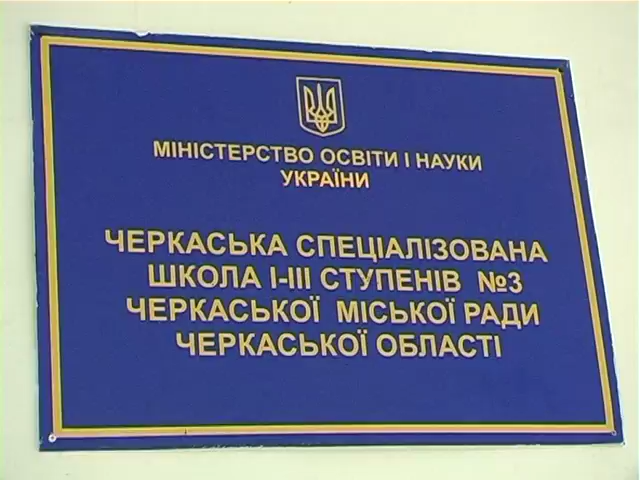 МІНІСТЕРСТВО ОСВІТИ І НАУКИ
УКРАЇНИ
ЧЕРКАСЬКА СПЕЦІАЛІЗОВАНА
ШКОЛА І-ІІІ СТУПЕНІВ №3
ЧЕРКАСЬКОЇ МІСЬКОЇ РАДИ
ЧЕРКАСЬКОЇ ОБЛАСТІ